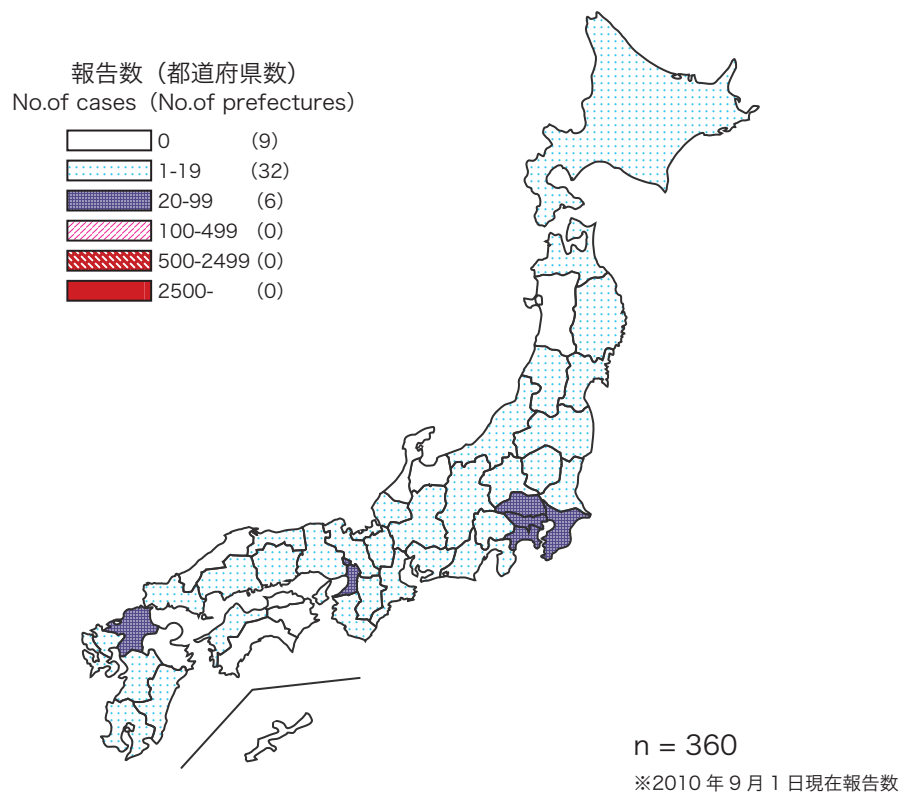 報告数（都道府県数）
No.of cases（No.of prefectures）
0 （9）
1-19 （32）
20-99 （6）
100-499 （0）
500-2499（0）
2500- （0）
n = 360
※2010 年 9 月 1 日現在報告数